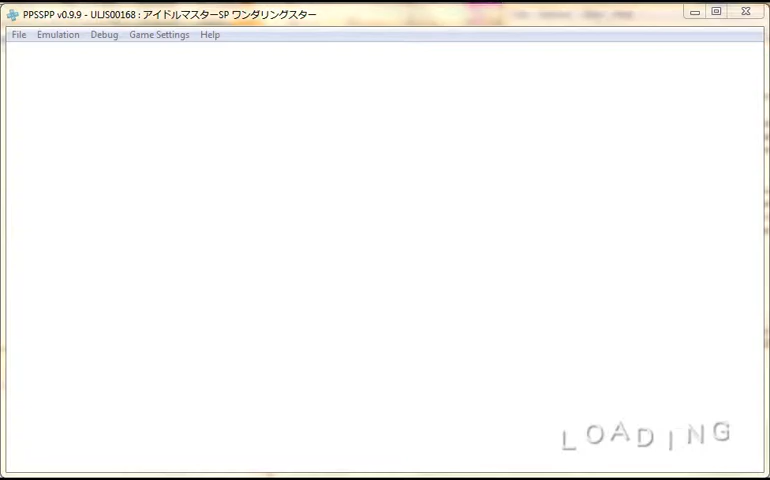 PPSSPP v0.9.9 - ULJS00168 : アイドルマスターSP ワンダリングスター
File Emulation Debug Game Settings Help
LOADING